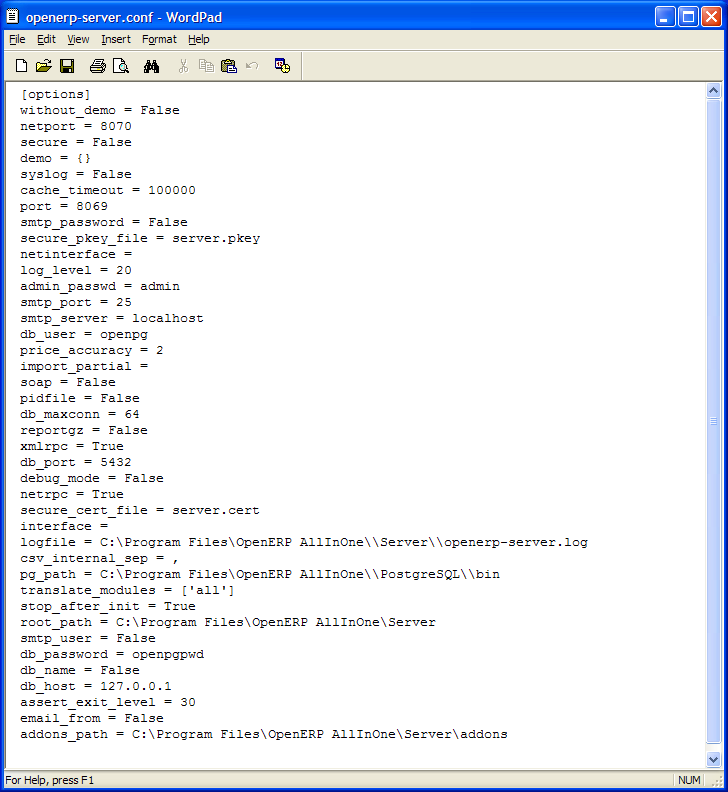 openerp-server.conf - WordPad
File Edit View Insert Format Help
[options]
without_demo = False
netport = 8070
secure = False
demo = {}
syslog = False
cache_timeout = 100000
port = 8069
smtp_password = False
secure_pkey_file = server.pkey
netinterface =
log_level = 20
admin_passwd = admin
smtp_port = 25
smtp_server = localhost
db_user = openpg
price_accuracy = 2
import_partial =
soap = False
pidfile = False
db_maxconn = 64
reportgz = False
xmlrpc = True
db_port = 5432
debug_mode = False
netrpc = True
secure_cert_file = server.cert
interface =
logfile = C:\Program Files\OpenERP AllInOne\\Server\\openerp-server.log
csv_internal_sep = ,
pg_path = C:\Program Files\OpenERP AllInOne\\PostgreSQL\\bin
translate_modules = ['all']
stop_after_init = True
root_path = C:\Program Files\OpenERP AllInOne\Server
smtp_user = False
db_password = openpgpwd
db_name = False
db_host = 127.0.0.1
assert_exit_level = 30
email_from = False
addons_path = C:\Program Files\OpenERP AllInOne\Server\addons
For Help, press F1 NUM